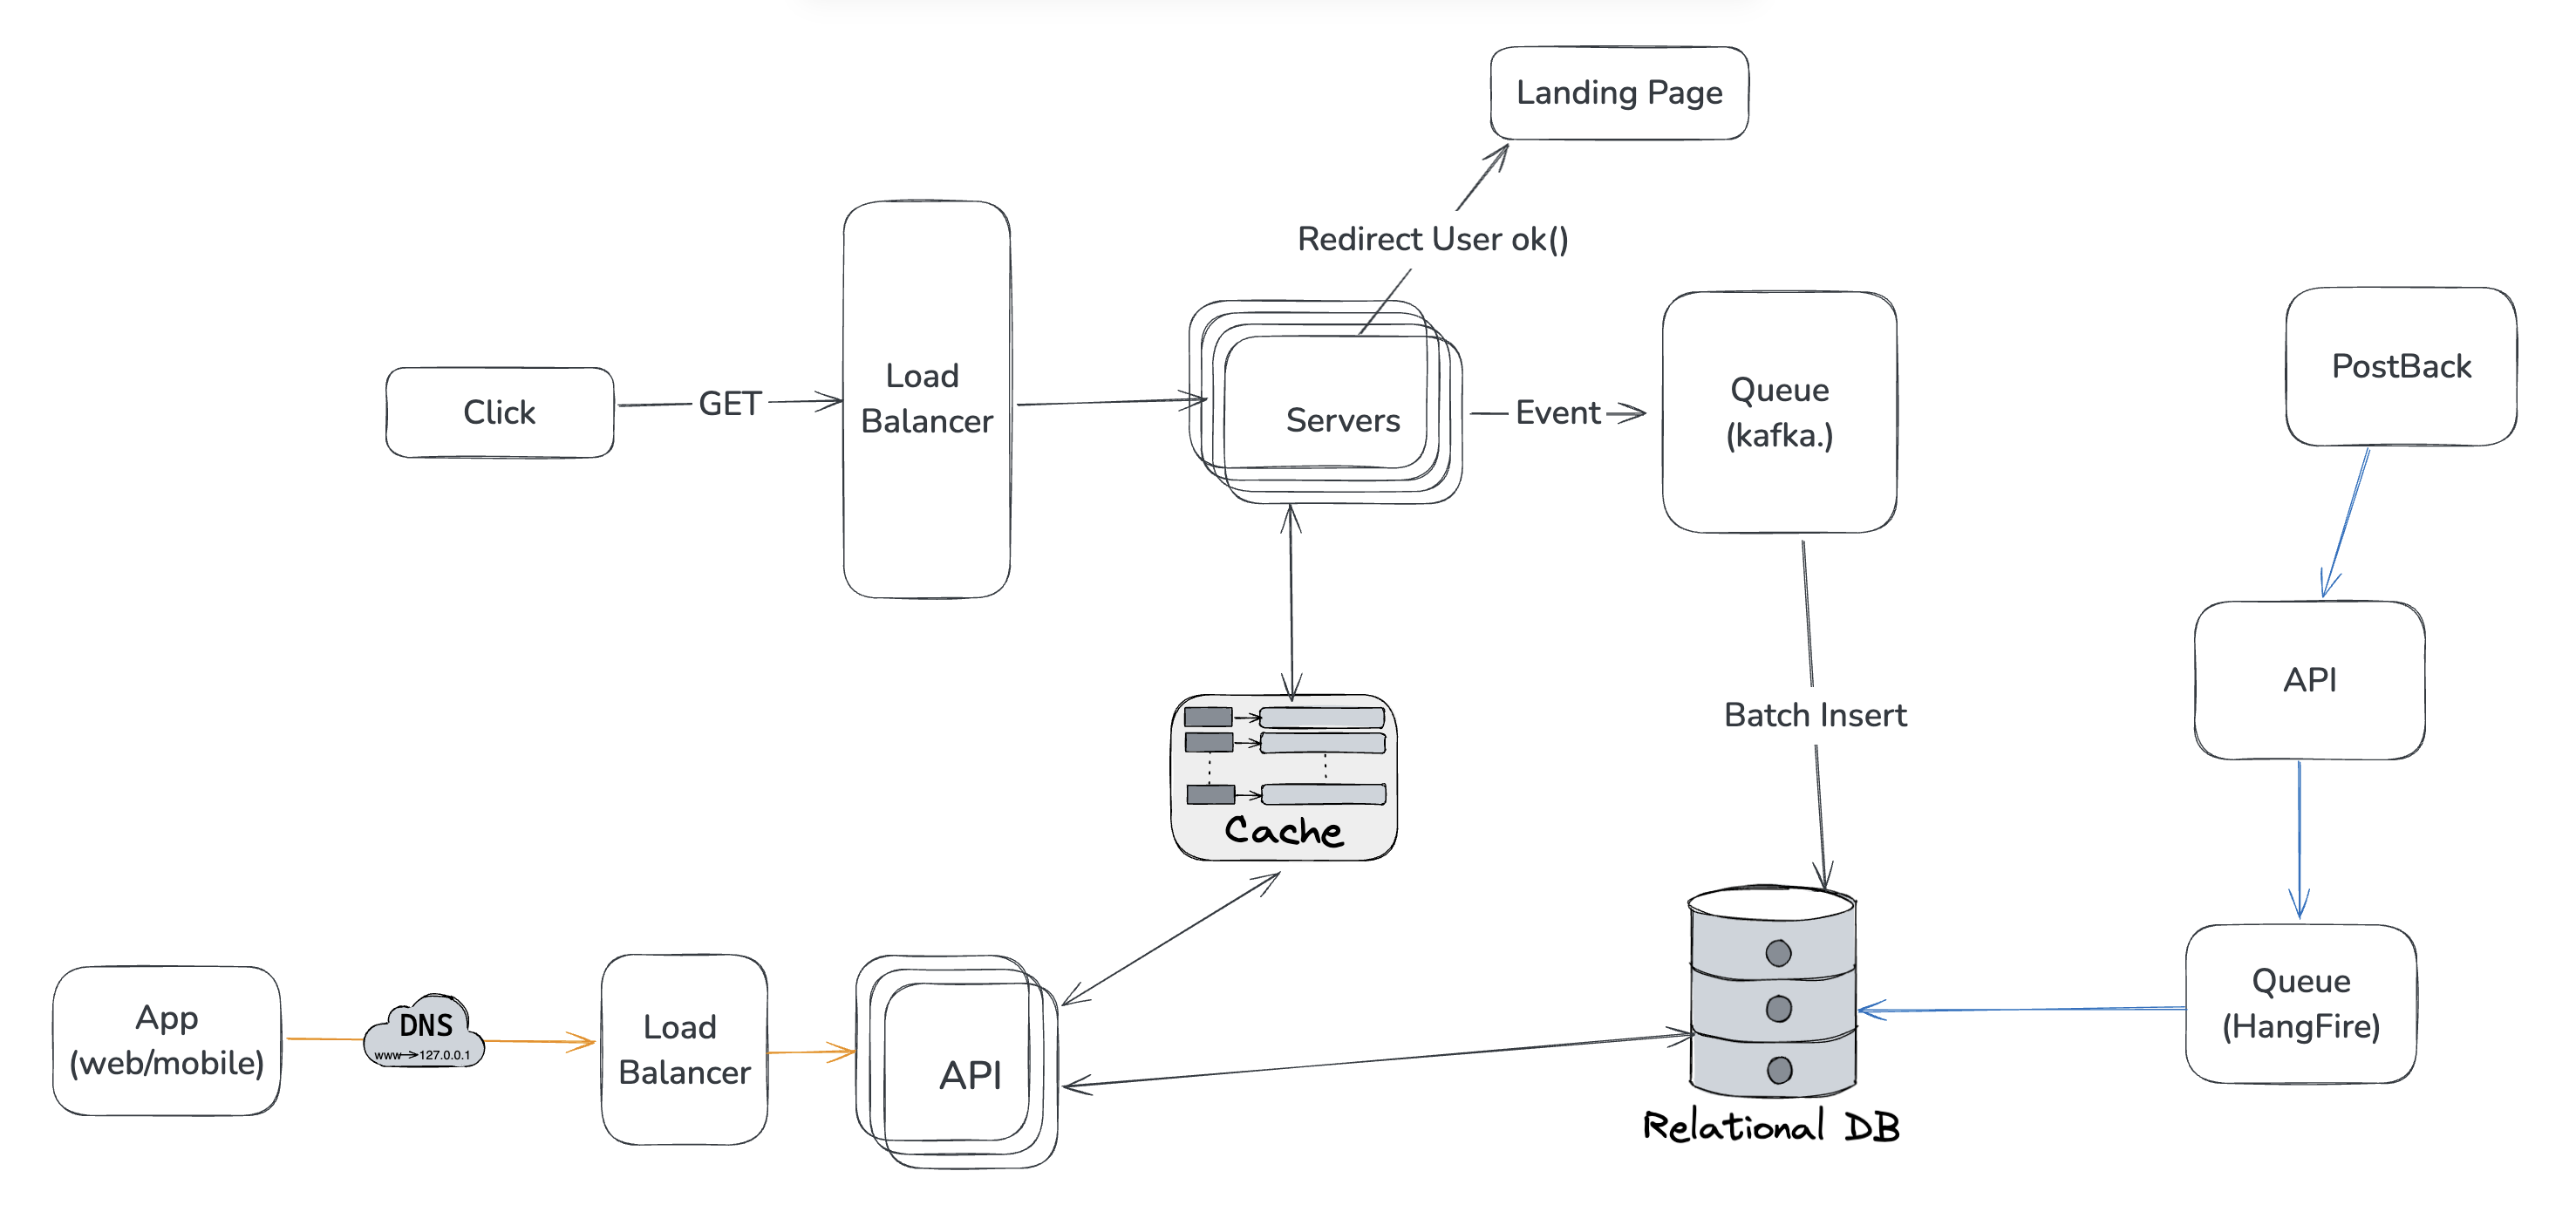 Landing Page
Redirect User ok()
Click
GET
Load
Balancer
Servers
Event
Queue
(kafka.)
PostBack
API
Batch Insert
Cache
App
(web/mobile)
DNS
www→127.0.0.1
Load
Balancer
API
Relational DB
Queue
(HangFire)